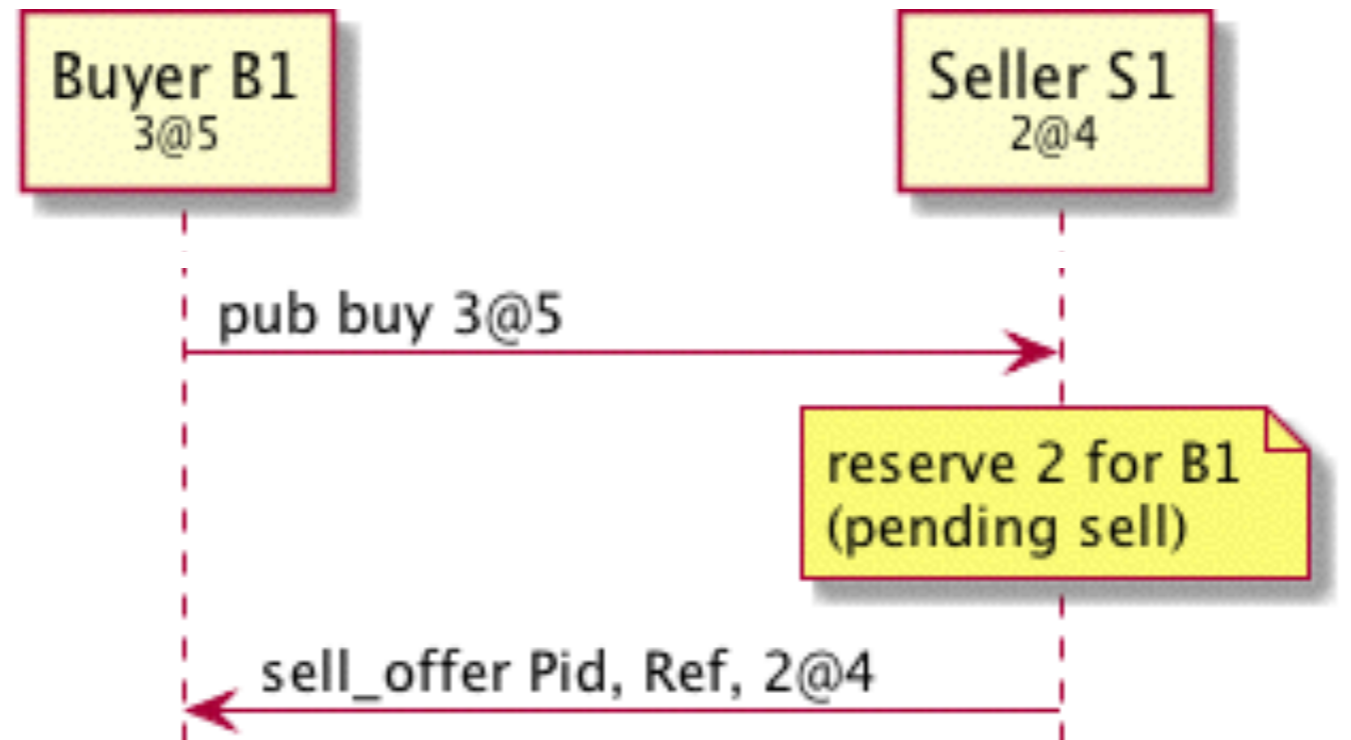 Buyer B1
3@5
Seller S1
2@4
pub buy 3@5
reserve 2 for B1
(pending sell)
sell_offer Pid, Ref, 2@4